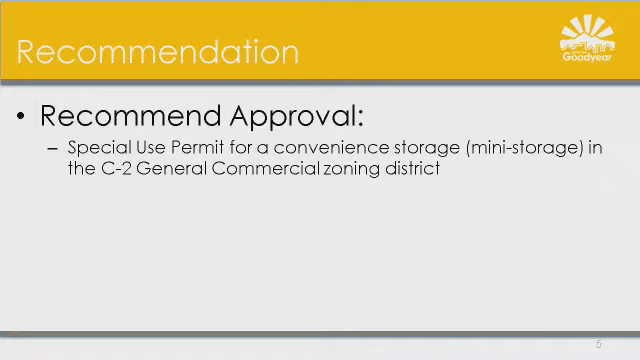 Recommendation
Goodyear
• Recommend Approval:
– Special Use Permit for a convenience storage (mini-storage) in
the C-2 General Commercial zoning district
5